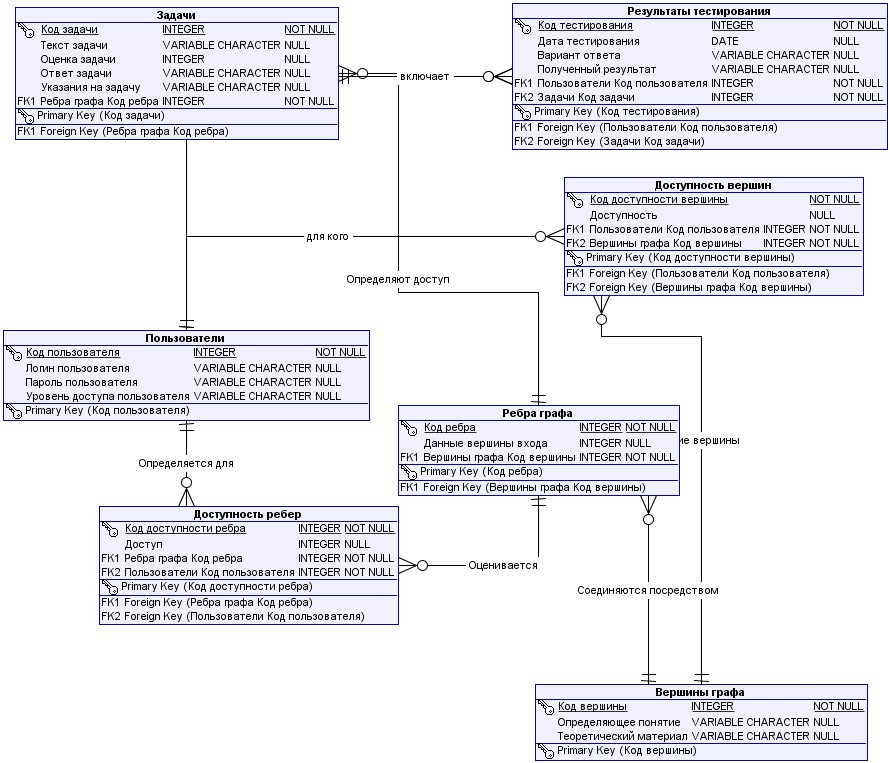 Задачи
Код задачи INTEGER NOT NULL
Текст задачи VARIABLE CHARACTER NULL
Оценка задачи INTEGER NULL
Ответ задачи VARIABLE CHARACTER NULL
Указания на задачу VARIABLE CHARACTER NULL
FK1 Ребра графа Код ребра INTEGER NOT NULL
Primary Key (Код задачи)
FK1 Foreign Key (Ребра графа Код ребра)
включает
Результаты тестирования
Код тестирования INTEGER NOT NULL
Дата тестирования DATE NULL
Вариант ответа VARIABLE CHARACTER NULL
Полученный результат VARIABLE CHARACTER NULL
FK1 Пользователи Код пользователя INTEGER NOT NULL
FK2 Задачи Код задачи INTEGER NOT NULL
Primary Key (Код тестирования)
FK1 Foreign Key (Пользователи Код пользователя)
FK2 Foreign Key (Задачи Код задачи)
Доступность вершин
Код доступности вершины NOT NULL
Доступность NULL
FK1 Пользователи Код пользователя INTEGER NOT NULL
FK2 Вершины графа Код вершины INTEGER NOT NULL
Primary Key (Код доступности вершины)
FK1 Foreign Key (Пользователи Код пользователя)
FK2 Foreign Key (Вершины графа Код вершины)
для кого
Определяют доступ
Пользователи
Код пользователя INTEGER NOT NULL
Логин пользователя VARIABLE CHARACTER NULL
Пароль пользователя VARIABLE CHARACTER NULL
Уровень доступа пользователя VARIABLE CHARACTER NULL
Primary Key (Код пользователя)
Ребра графа
Код ребра INTEGER NOT NULL
Данные вершины входа INTEGER NULL
FK1 Вершины графа Код вершины INTEGER NOT NULL
Primary Key (Код ребра)
FK1 Foreign Key (Вершины графа Код вершины)
вершины
Определяется для
Доступность ребер
Код доступности ребра INTEGER NOT NULL
Доступ INTEGER NULL
FK1 Ребра графа Код ребра INTEGER NOT NULL
FK2 Пользователи Код пользователя INTEGER NOT NULL
Primary Key (Код доступности ребра)
FK1 Foreign Key (Ребра графа Код ребра)
FK2 Foreign Key (Пользователи Код пользователя)
Оценивается
Соединяются посредством
Вершины графа
Код вершины INTEGER NOT NULL
Определяющее понятие VARIABLE CHARACTER NULL
Теоретический материал VARIABLE CHARACTER NULL
Primary Key (Код вершины)